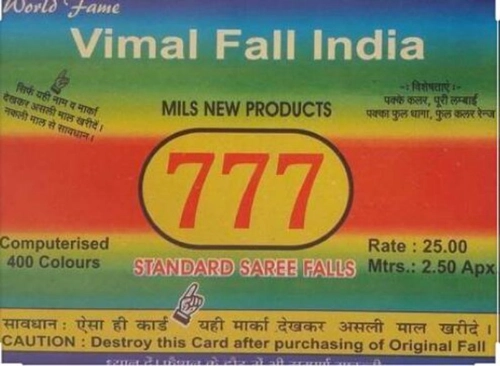 World Fame
Vimal Fall India
सिर्फ यही नाम व मार्का
देखकर असली माल खरीदें।
नकली माल से सावधान।
-: विशेषताएं :-
पक्के कलर, पूरी लम्बाई
पक्का फुल धागा, फुल कलर रेन्ज
MILS NEW PRODUCTS
777
Computerised
400 Colours
STANDARD SAREE FALLS
Rate : 25.00
Mtrs.: 2.50 Apx
सावधान : ऐसा ही कार्ड यही मार्का देखकर असली माल खरीदे।
CAUTION : Destroy this Card after purchasing of Original Fall
ध्यान दें।